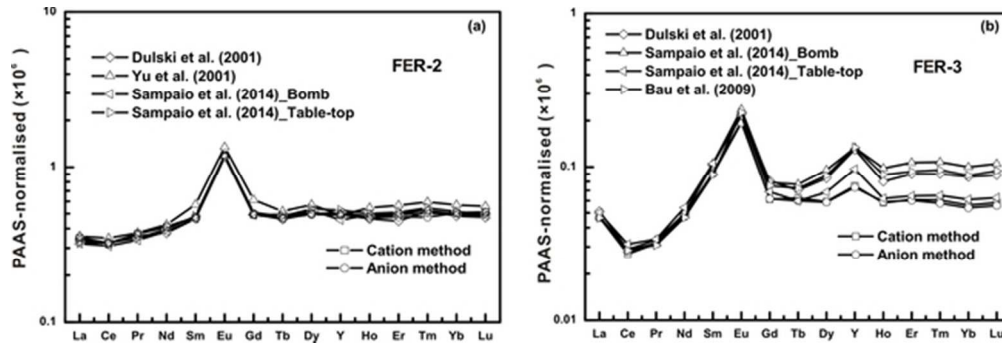 (a)
Dulski et al. (2001)
Yu et al. (2001)
Sampaio et al. (2014)_Bomb
Sampaio et al. (2014)_Table-top
FER-2
Cation method
Anion method
PAAS-normalised (×10⁶)
10
1
0.1
La Ce Pr Nd Sm Eu Gd Tb Dy Y Ho Er Tm Yb Lu
(b)
Dulski et al. (2001)
Sampaio et al. (2014)_Bomb
Sampaio et al. (2014)_Table-top
Bau et al. (2009)
FER-3
Cation method
Anion method
PAAS-normalised (×10⁶)
1
0.1
0.01
La Ce Pr Nd Sm Eu Gd Tb Dy Y Ho Er Tm Yb Lu